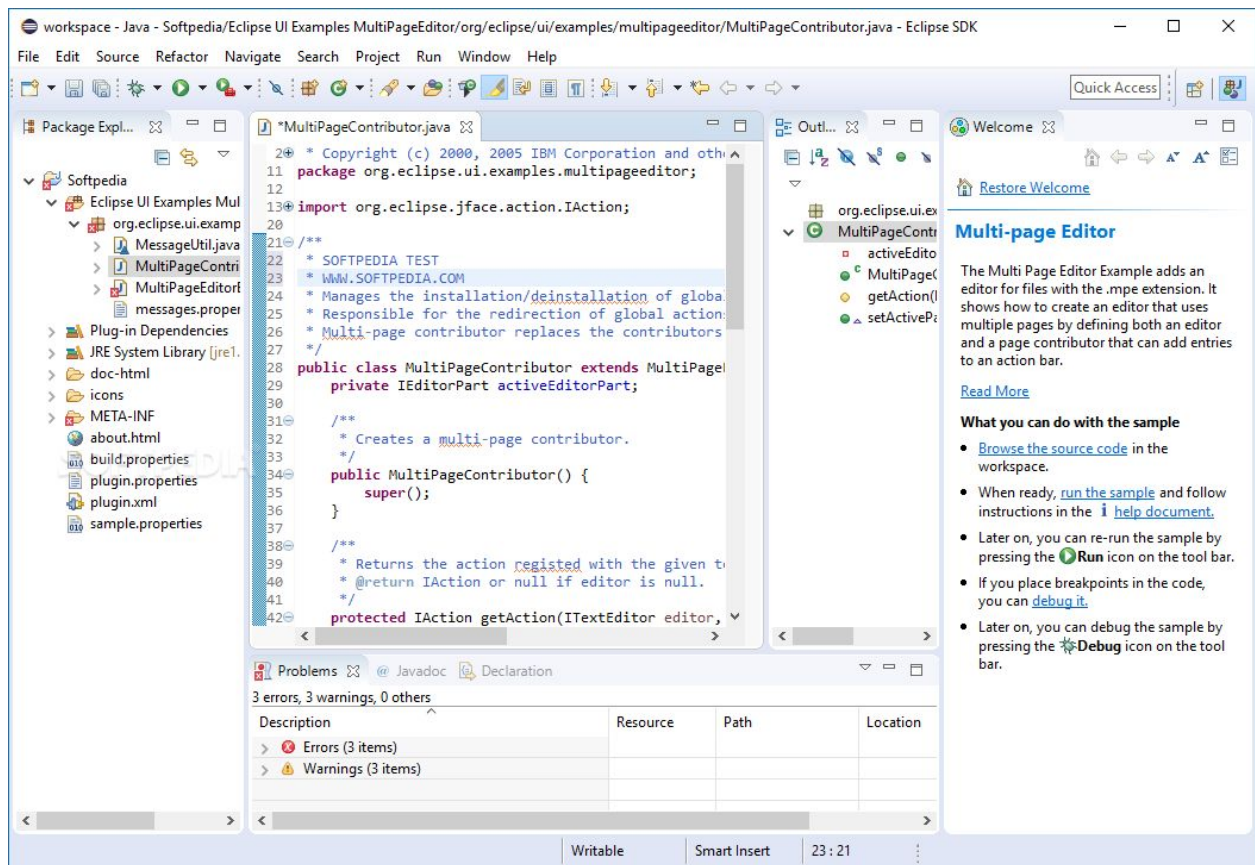 workspace - Java - Softpedia/Eclipse UI Examples MultiPageEditor/org/eclipse/ui/examples/multipageeditor/MultiPageContributor.java - Eclipse SDK
File Edit Source Refactor Navigate Search Project Run Window Help
Quick Access
Package Expl...
Softpedia
Eclipse UI Examples Mul
org.eclipse.ui.examp
MessageUtil.java
MultiPageContri
MultiPageEditorE
messages.proper
Plug-in Dependencies
JRE System Library [jre1.
doc-html
icons
META-INF
about.html
build.properties
plugin.properties
plugin.xml
sample.properties
SOFTPEDIA
*MultiPageContributor.java
2 * Copyright (c) 2000, 2005 IBM Corporation and othe
11 package org.eclipse.ui.examples.multipageeditor;
12
13 import org.eclipse.jface.action.IAction;
20
21 /**
22 * SOFTPEDIA TEST
23 * WWW.SOFTPEDIA.COM
24 * Manages the installation/deinstallation of global
25 * Responsible for the redirection of global action
26 * Multi-page contributor replaces the contributors
27 */
28 public class MultiPageContributor extends MultiPage
29 private IEditorPart activeEditorPart;
30
31 /**
32 * Creates a multi-page contributor.
33 */
34 public MultiPageContributor() {
35 super();
36 }
37
38 /**
39 * Returns the action registed with the given te
40 * @return IAction or null if editor is null.
41 */
42 protected IAction getAction(ITextEditor editor,
Outl...
org.eclipse.ui.ex
MultiPageContr
activeEdito
MultiPageC
getAction(I
setActivePa
Welcome
Restore Welcome
Multi-page Editor
The Multi Page Editor Example adds an
editor for files with the .mpe extension. It
shows how to create an editor that uses
multiple pages by defining both an editor
and a page contributor that can add entries
to an action bar.
Read More
What you can do with the sample
Browse the source code in the
workspace.
When ready, run the sample and follow
instructions in the help document.
Later on, you can re-run the sample by
pressing the Run icon on the tool bar.
If you place breakpoints in the code,
you can debug it.
Later on, you can debug the sample by
pressing the Debug icon on the tool
bar.
Problems @ Javadoc Declaration
3 errors, 3 warnings, 0 others
Description Resource Path Location
Errors (3 items)
Warnings (3 items)
Writable Smart Insert 23 : 21